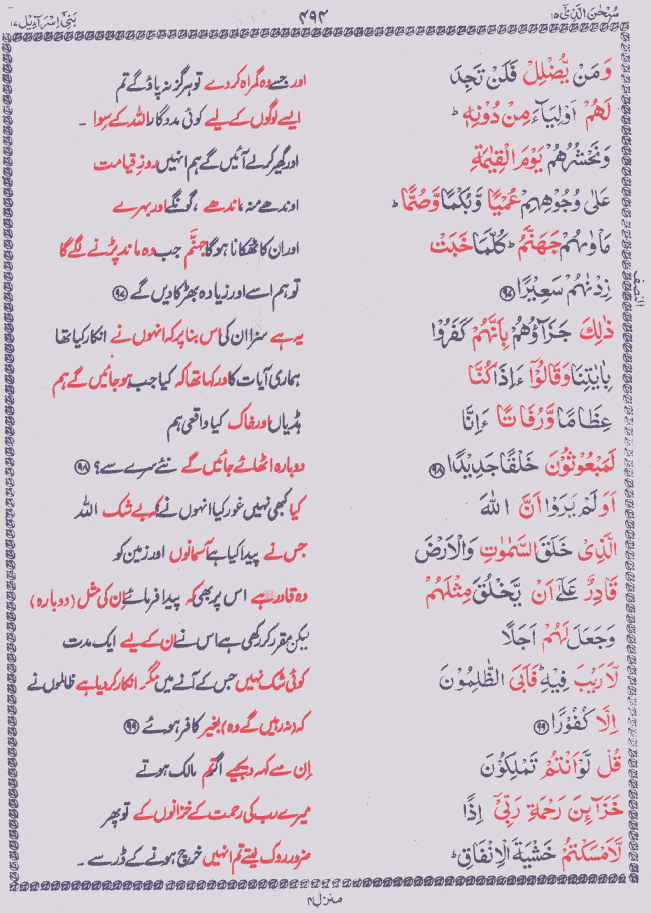 سُبْحٰنَ الَّذِیْٓ ۱۵
۴۹۴
بَنِیْٓ اِسْرَآءِیْل ۱۷
وَمَنْ یُّضْلِلْ فَلَنْ تَجِدَ
اور جسے وہ گمراہ کر دے تو ہرگز نہ پاؤ گے تم
لَهُمْ اَوْلِیَآءَ مِنْ دُوْنِهٖ ؕ
ایسے لوگوں کے لیے کوئی مددگار اللہ کے سوا ۔
وَنَحْشُرُهُمْ یَوْمَ الْقِیٰمَةِ
اور گھیر کر لے آئیں گے ہم انہیں روزِ قیامت
عَلٰی وُجُوْهِهِمْ عُمْیًا وَّبُكْمًا وَّصُمًّا ؕ
اوندھے منہ، اندھے، گونگے اور بہرے
مَاْوٰىهُمْ جَهَنَّمُ ؕ كُلَّمَا خَبَتْ
اور ان کا ٹھکانا ہوگا جہنّم جب وہ ماند پڑنے لگے گا
زِدْنٰهُمْ سَعِیْرًا ﴿۹۷﴾
تو ہم اسے اور زیادہ بھڑکا دیں گے ﴿۹۷﴾
النصف
ذٰلِكَ جَزَآؤُهُمْ بِاَنَّهُمْ كَفَرُوْا
یہ ہے سزا ان کی اس بنا پر کہ انہوں نے انکار کیا تھا
بِاٰیٰتِنَا وَقَالُوْٓا ءَاِذَا كُنَّا
ہماری آیات کا اور کہا تھا کہ کیا جب ہو جائیں گے ہم
عِظَامًا وَّرُفَاتًا ءَاِنَّا
ہڈیاں اور خاک کیا واقعی ہم
لَمَبْعُوْثُوْنَ خَلْقًا جَدِیْدًا ﴿۹۸﴾
دوبارہ اٹھائے جائیں گے نئے سرے سے؟ ﴿۹۸﴾
اَوَلَمْ یَرَوْا اَنَّ اللّٰهَ
کیا کبھی نہیں غور کیا انہوں نے کہ بے شک اللہ
الَّذِیْ خَلَقَ السَّمٰوٰتِ وَالْاَرْضَ
جس نے پیدا کیا ہے آسمانوں اور زمین کو
قَادِرٌ عَلٰٓی اَنْ یَّخْلُقَ مِثْلَهُمْ
وہ قادر ہے اس پر بھی کہ پیدا فرمائے ان کی مثل (دوبارہ)
وَجَعَلَ لَهُمْ اَجَلًا
لیکن مقرر کر رکھی ہے اس نے ان کے لیے ایک مدت
لَّا رَیْبَ فِیْهِ ؕ فَاَبَی الظّٰلِمُوْنَ
کوئی شک نہیں جس کے آنے میں مگر انکار کر دیا ہے ظالموں نے
اِلَّا كُفُوْرًا ﴿۹۹﴾
کہ (نہ رہیں گے وہ) بغیر کافر ہوئے ﴿۹۹﴾
قُلْ لَّوْ اَنْتُمْ تَمْلِكُوْنَ
اِن سے کہہ دیجیے اگر تم مالک ہوتے
خَزَآئِنَ رَحْمَةِ رَبِّیْٓ اِذًا
میرے رب کی رحمت کے خزانوں کے تو پھر
لَّاَمْسَكْتُمْ خَشْیَةَ الْاِنْفَاقِ ؕ
ضرور روک لیتے تم انہیں خرچ ہونے کے ڈر سے ۔
منزل ۴